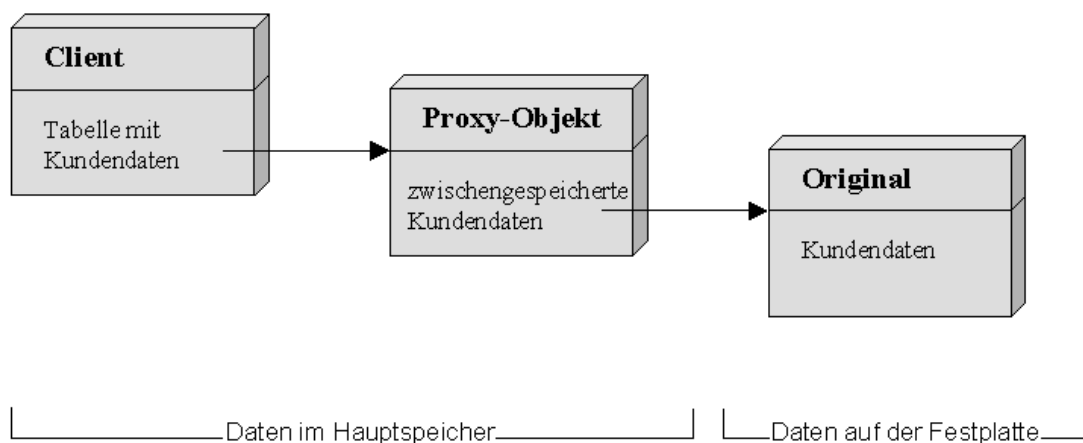 Client
Tabelle mit
Kundendaten
Proxy-Objekt
zwischengespeicherte
Kundendaten
Original
Kundendaten
Daten im Hauptspeicher
Daten auf der Festplatte